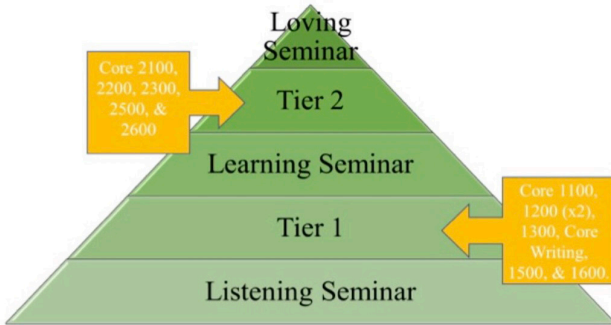 Loving
Seminar
Core 2100,
2200, 2300,
2500, &
2600
Tier 2
Learning Seminar
Core 1100,
1200 (x2),
1300, Core
Writing,
1500, & 1600.
Tier 1
Listening Seminar